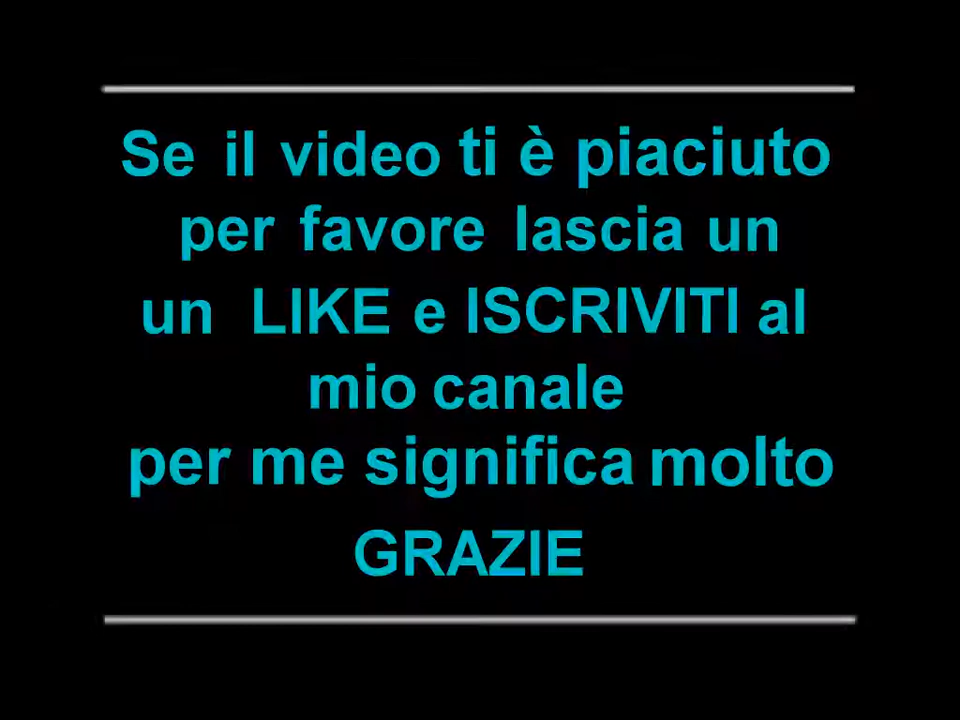 Se il video ti è piaciuto
per favore lascia un
un LIKE e ISCRIVITI al
mio canale
per me significa molto
GRAZIE